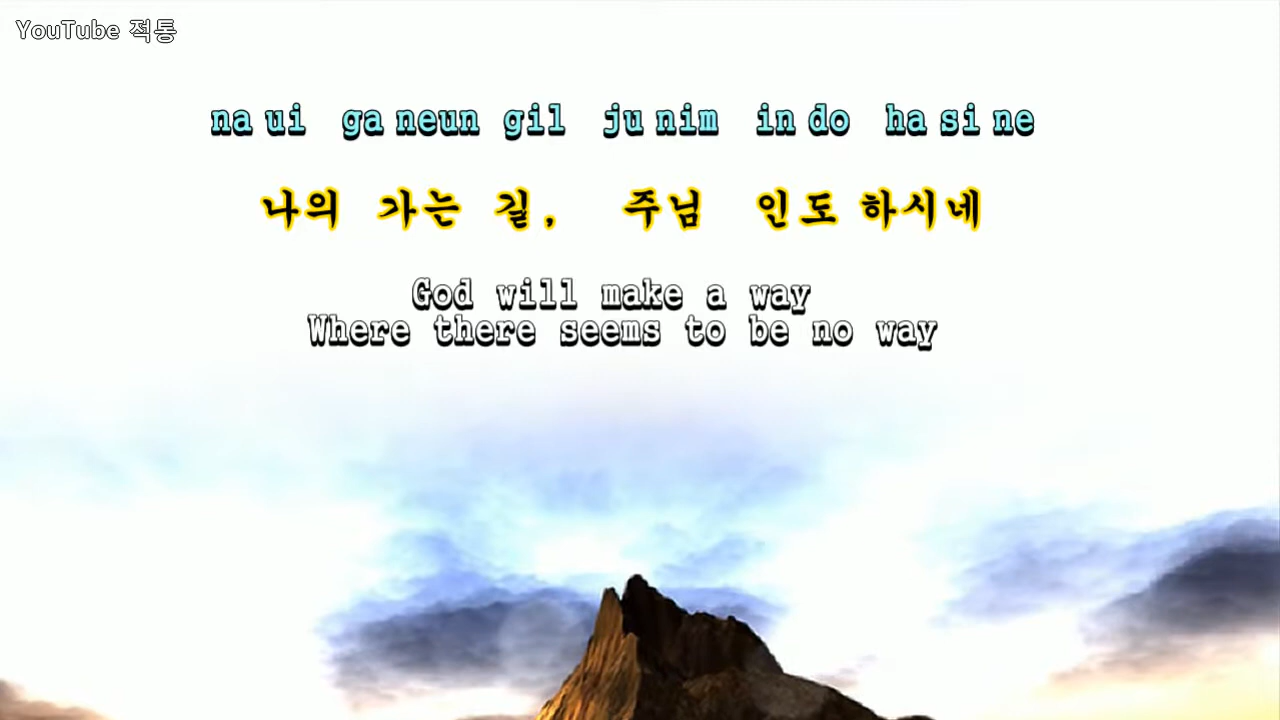 YouTube 적통
na ui ga neun gil ju nim in do ha si ne
나의 가는 길, 주님 인도 하시네
God will make a way
Where there seems to be no way